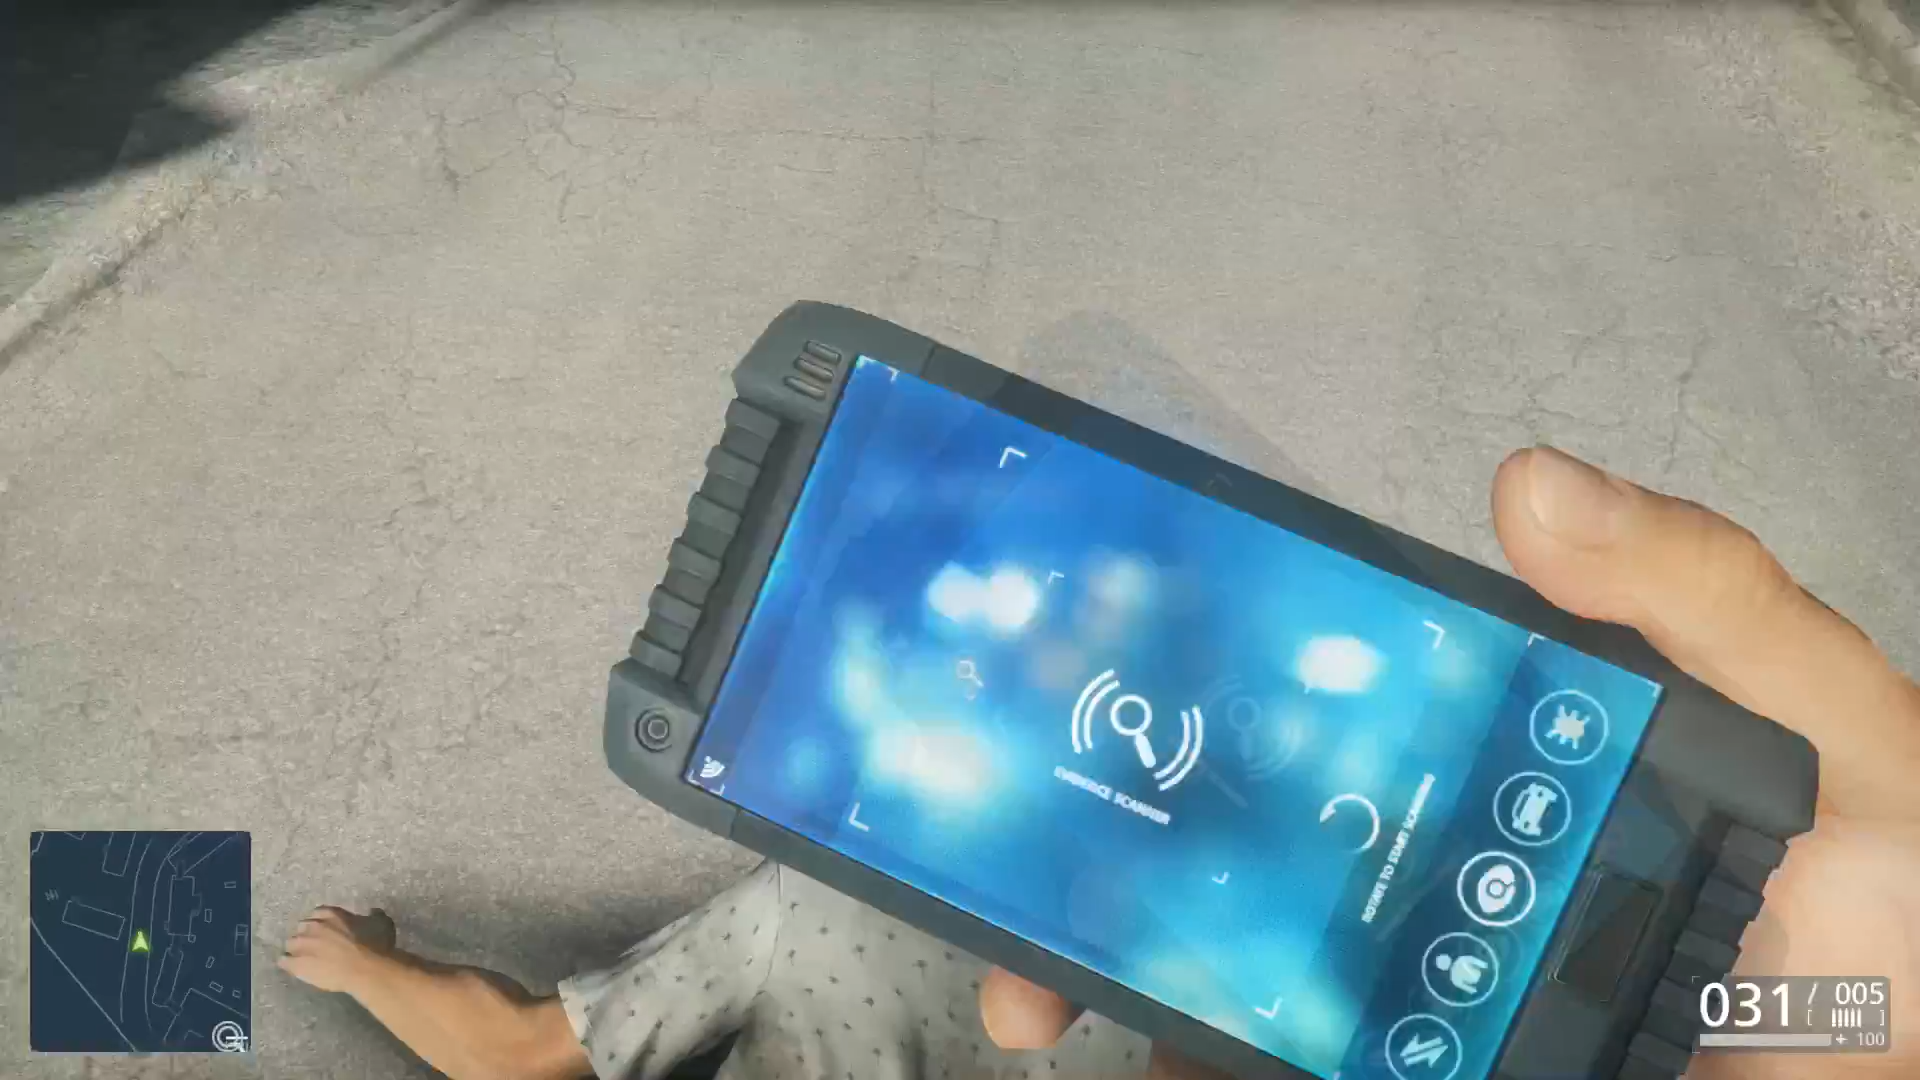 EVIDENCE SCANNER
ROTATE TO START SCANNING
031 / 005
+ 100